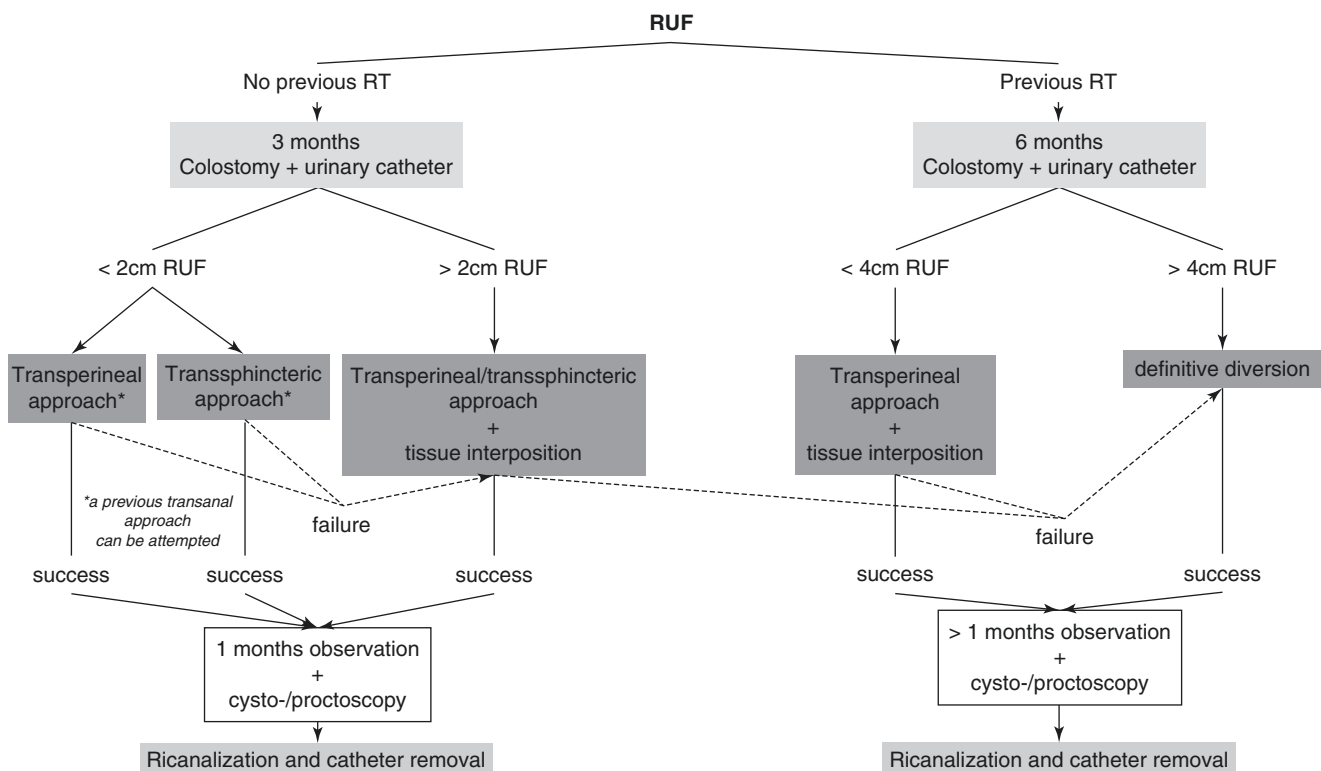 RUF
No previous RT
Previous RT
3 months
Colostomy + urinary catheter
6 months
Colostomy + urinary catheter
< 2cm RUF
> 2cm RUF
< 4cm RUF
> 4cm RUF
Transperineal
approach*
Transsphincteric
approach*
Transperineal/transsphincteric
approach
+
tissue interposition
Transperineal
approach
+
tissue interposition
definitive diversion
*a previous transanal
approach
can be attempted
failure
failure
success
success
success
success
success
1 months observation
+
cysto-/proctoscopy
> 1 months observation
+
cysto-/proctoscopy
Ricanalization and catheter removal
Ricanalization and catheter removal